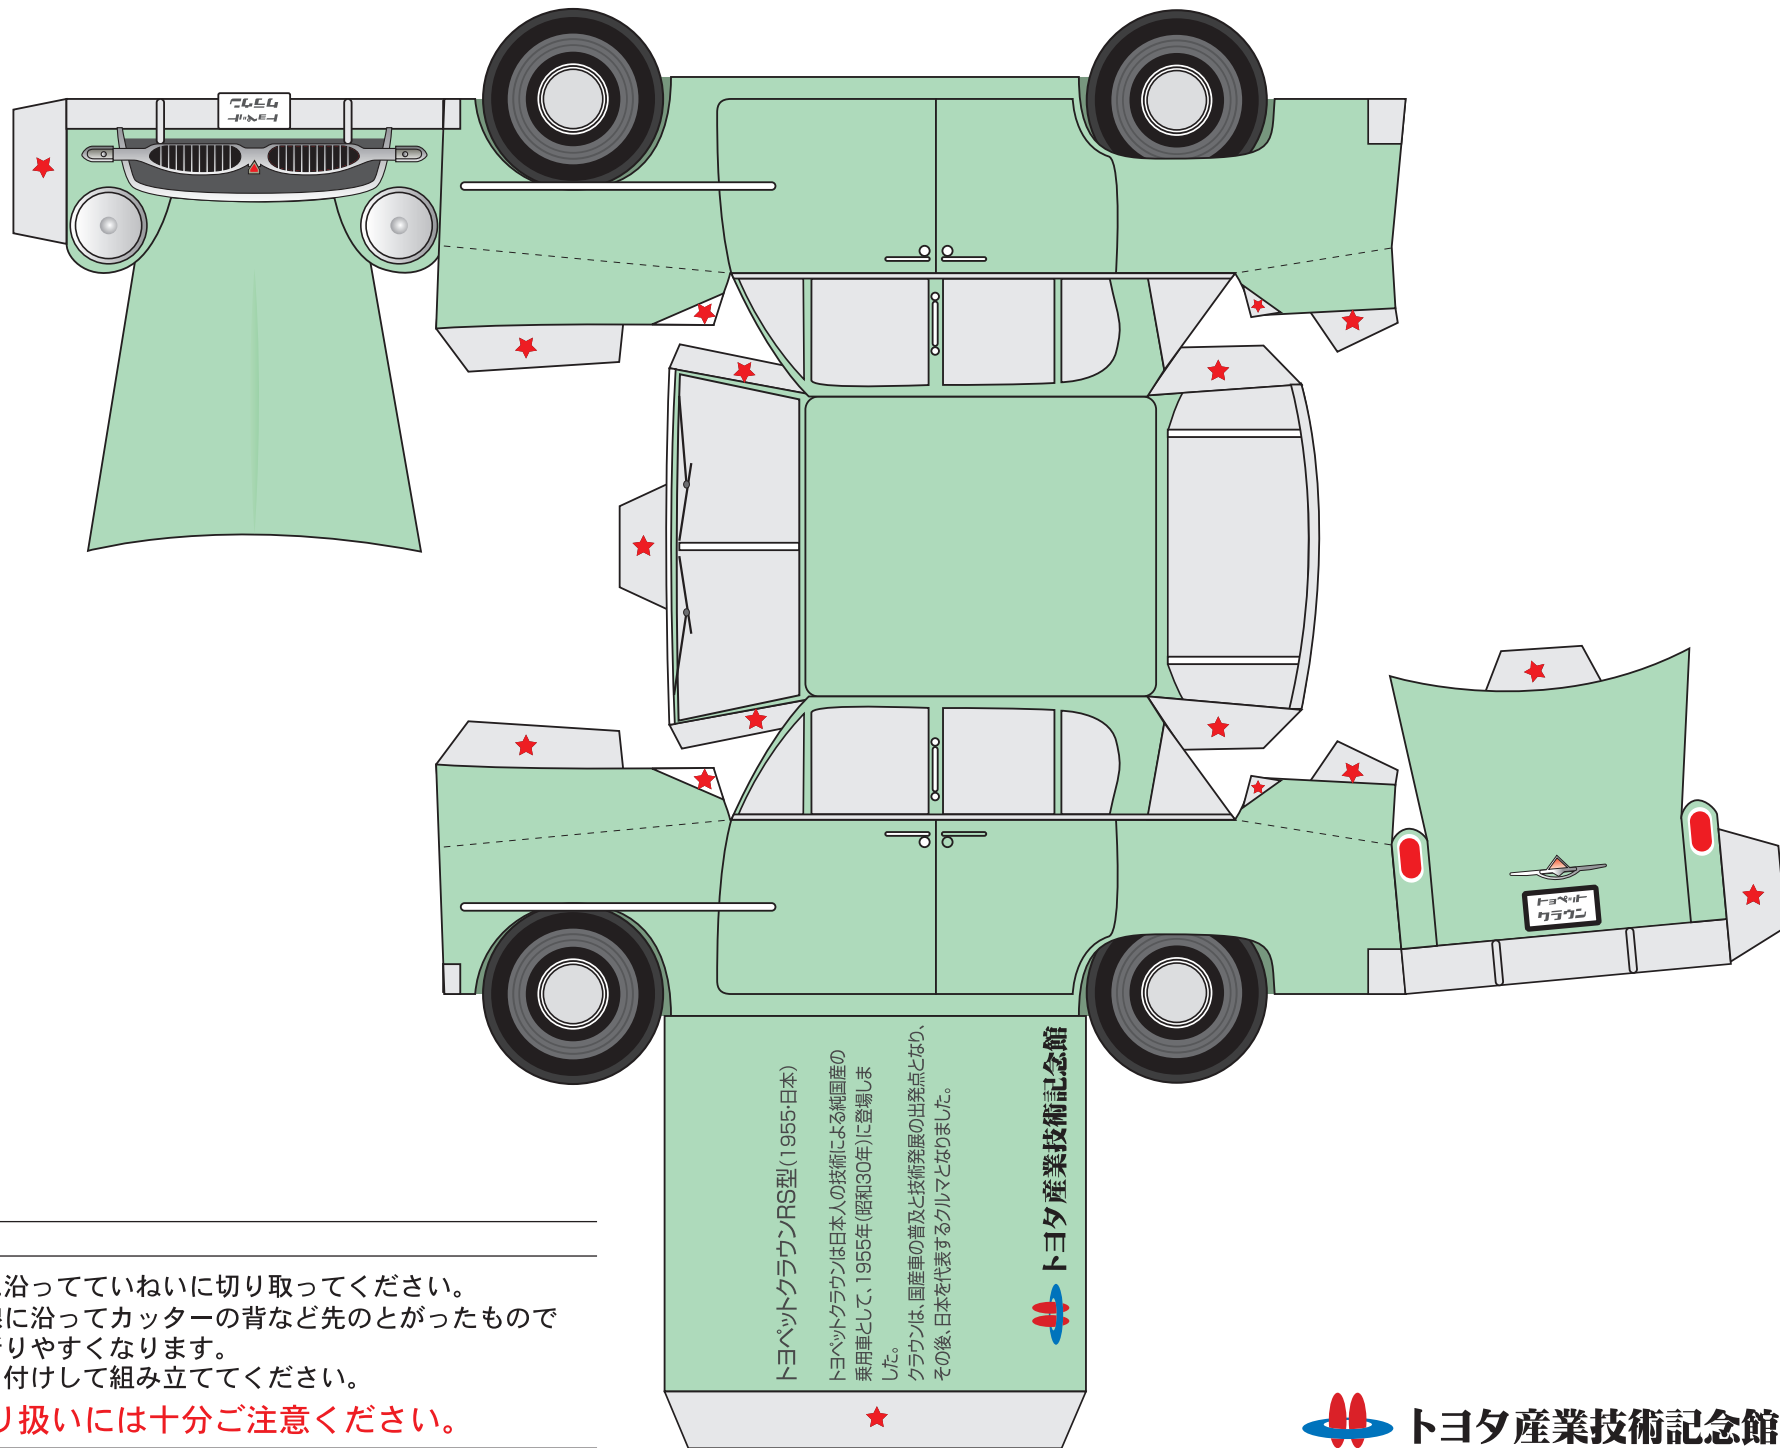 トヨペット
クラウン
トヨペット
クラウン
トヨペットクラウンRS型(1955・日本)
トヨペットクラウンは日本人の技術による純国産の
乗用車として、1955年(昭和30年)に登場しま
した。
クラウンは、国産車の普及と技術発展の出発点となり、
その後、日本を代表するクルマとなりました。
トヨタ産業技術記念館
沿ってていねいに切り取ってください。
に沿ってカッターの背など先のとがったもので
りやすくなります。
付けして組み立ててください。
り扱いには十分ご注意ください。
トヨタ産業技術記念館